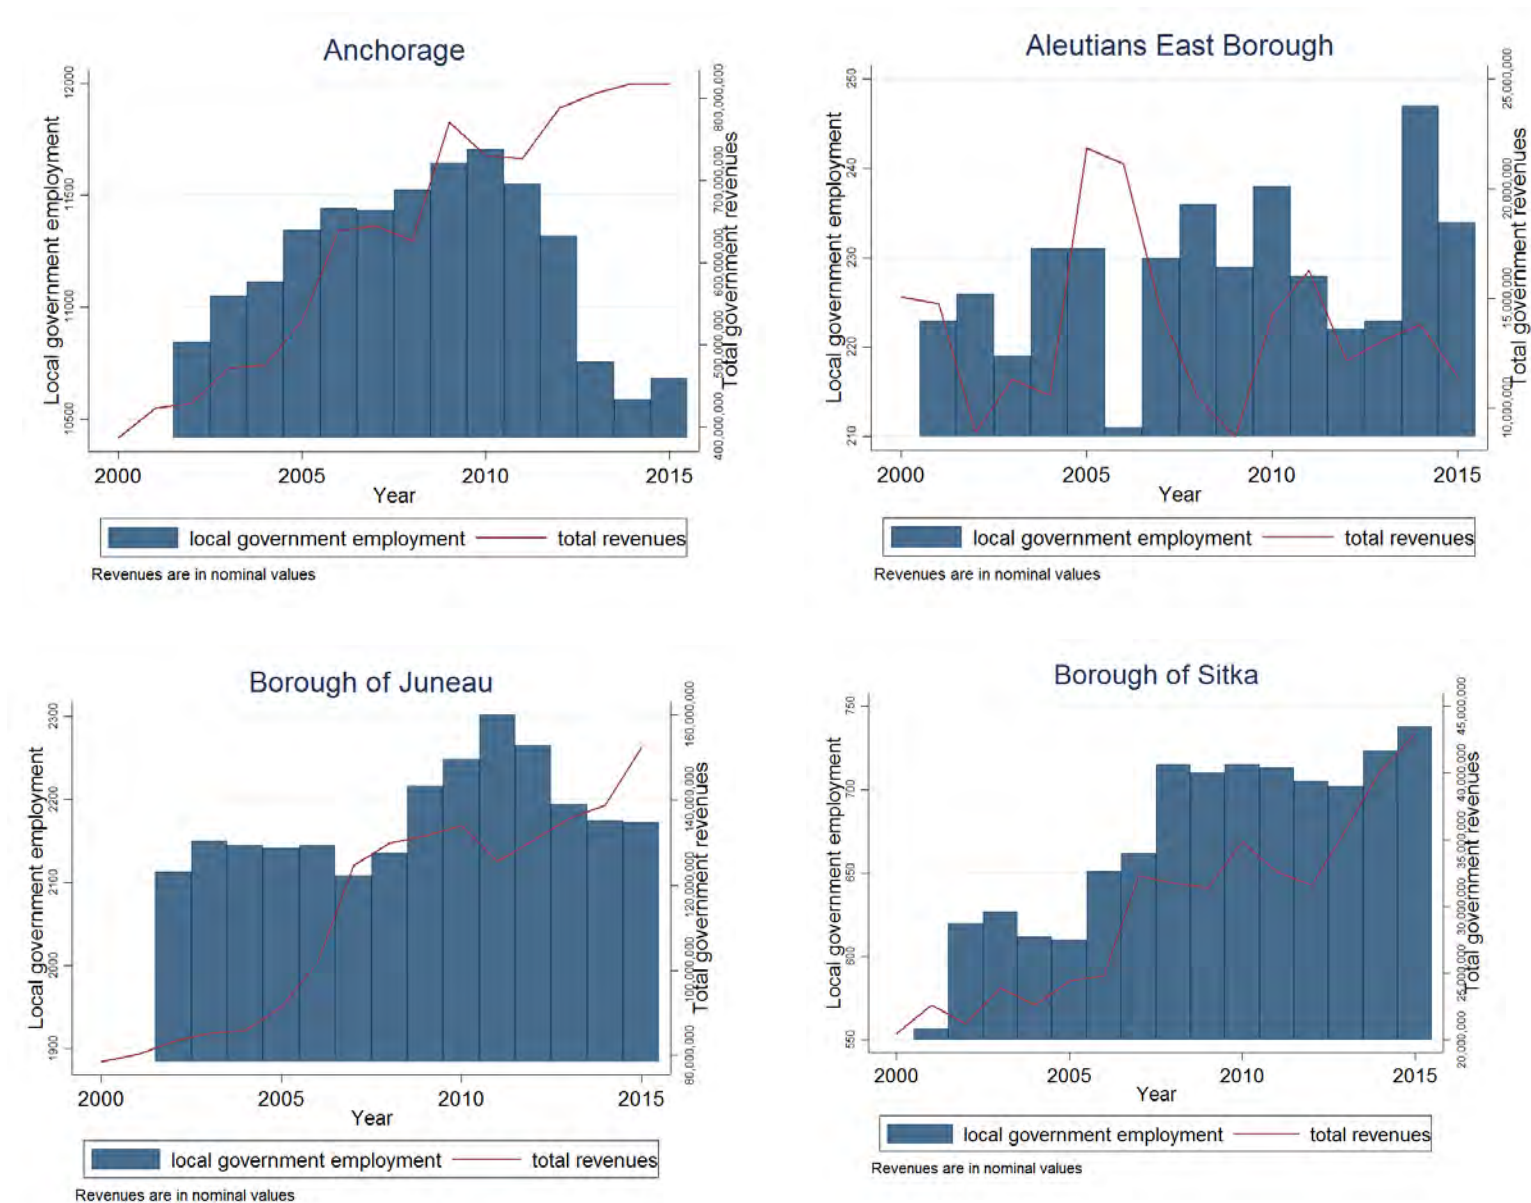 Anchorage
Local government employment
10500 11000 11500 12000
Total government revenues
400,000,000 500,000,000 600,000,000 700,000,000 800,000,000
2000 2005 2010 2015
Year
local government employment total revenues
Revenues are in nominal values
Aleutians East Borough
Local government employment
210 220 230 240 250
Total government revenues
10,000,000 15,000,000 20,000,000 25,000,000
2000 2005 2010 2015
Year
local government employment total revenues
Revenues are in nominal values
Borough of Juneau
Local government employment
1900 2000 2100 2200 2300
Total government revenues
80,000,000 100,000,000 120,000,000 140,000,000 160,000,000
2000 2005 2010 2015
Year
local government employment total revenues
Revenues are in nominal values
Borough of Sitka
Local government employment
550 600 650 700 750
Total government revenues
20,000,000 25,000,000 30,000,000 35,000,000 40,000,000 45,000,000
2000 2005 2010 2015
Year
local government employment total revenues
Revenues are in nominal values